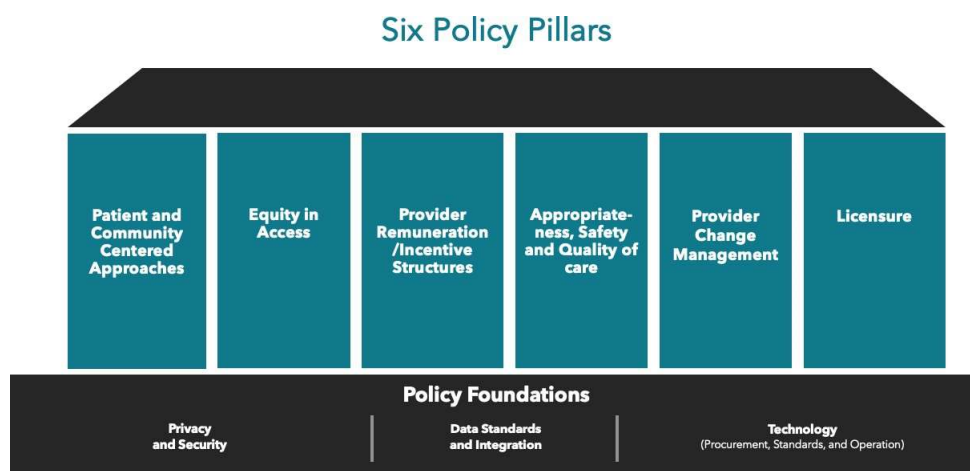 Six Policy Pillars
Patient and
Community
Centered
Approaches
Equity in
Access
Provider
Remuneration
/Incentive
Structures
Appropriate-
ness, Safety
and Quality of
care
Provider
Change
Management
Licensure
Policy Foundations
Privacy
and Security
Data Standards
and Integration
Technology
(Procurement, Standards, and Operation)